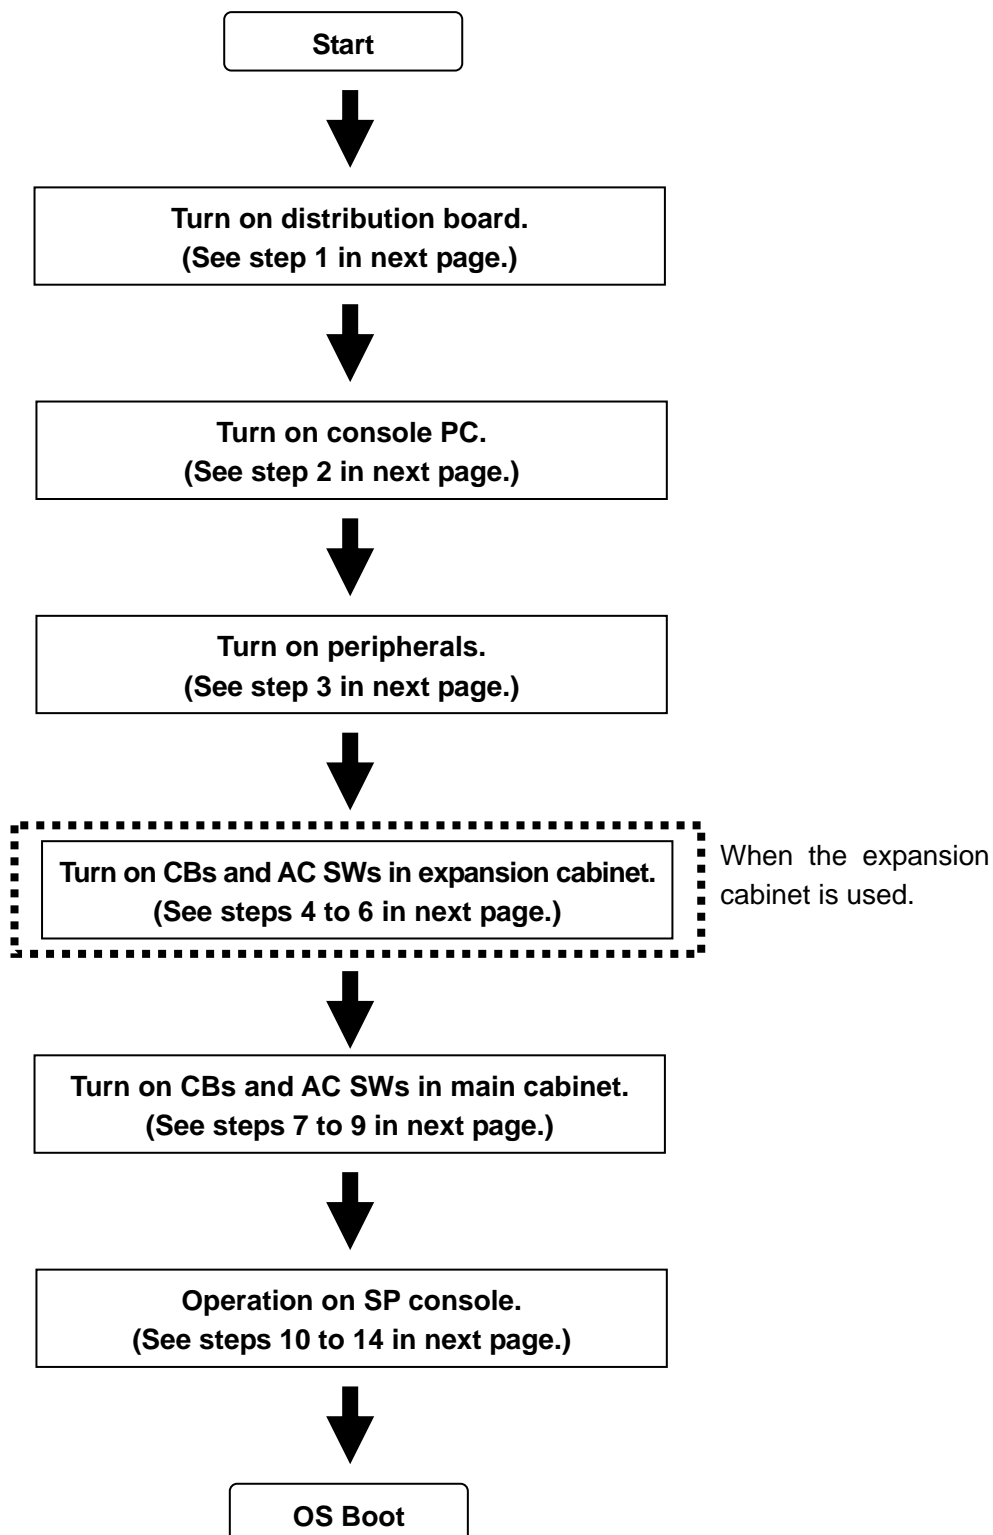 Start
Turn on distribution board.
(See step 1 in next page.)
Turn on console PC.
(See step 2 in next page.)
Turn on peripherals.
(See step 3 in next page.)
Turn on CBs and AC SWs in expansion cabinet.
(See steps 4 to 6 in next page.)
When the expansion
cabinet is used.
Turn on CBs and AC SWs in main cabinet.
(See steps 7 to 9 in next page.)
Operation on SP console.
(See steps 10 to 14 in next page.)
OS Boot